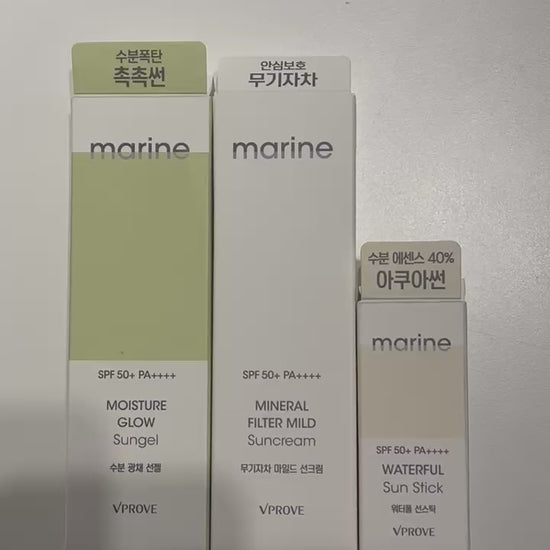 수분폭탄
촉촉썬
marine
SPF 50+ PA++++
MOISTURE
GLOW
Sungel
수분 광채 선젤
VPROVE
안심보호
무기자차
marine
SPF 50+ PA++++
MINERAL
FILTER MILD
Suncream
무기자차 마일드 선크림
VPROVE
수분 에센스 40%
아쿠아썬
marine
SPF 50+ PA++++
WATERFUL
Sun Stick
워터풀 선스틱
VPROVE